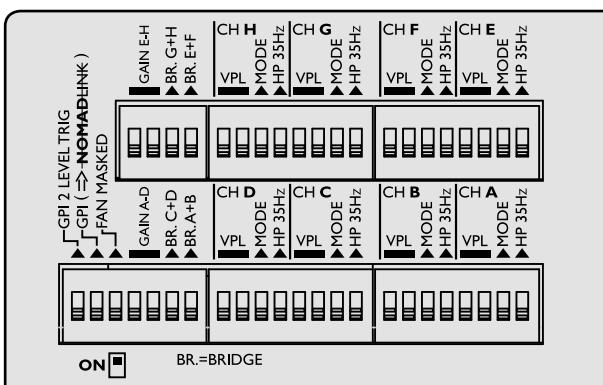 GAIN E-H
BR. G+H
BR. E+F
CH H
VPL
MODE
HP 35Hz
CH G
VPL
MODE
HP 35Hz
CH F
VPL
MODE
HP 35Hz
CH E
VPL
MODE
HP 35Hz
GPI 2 LEVEL TRIG
GPI (=> NOMADLINK)
FAN MASKED
GAIN A-D
BR. C+D
BR. A+B
CH D
VPL
MODE
HP 35Hz
CH C
VPL
MODE
HP 35Hz
CH B
VPL
MODE
HP 35Hz
CH A
VPL
MODE
HP 35Hz
ON
BR.=BRIDGE